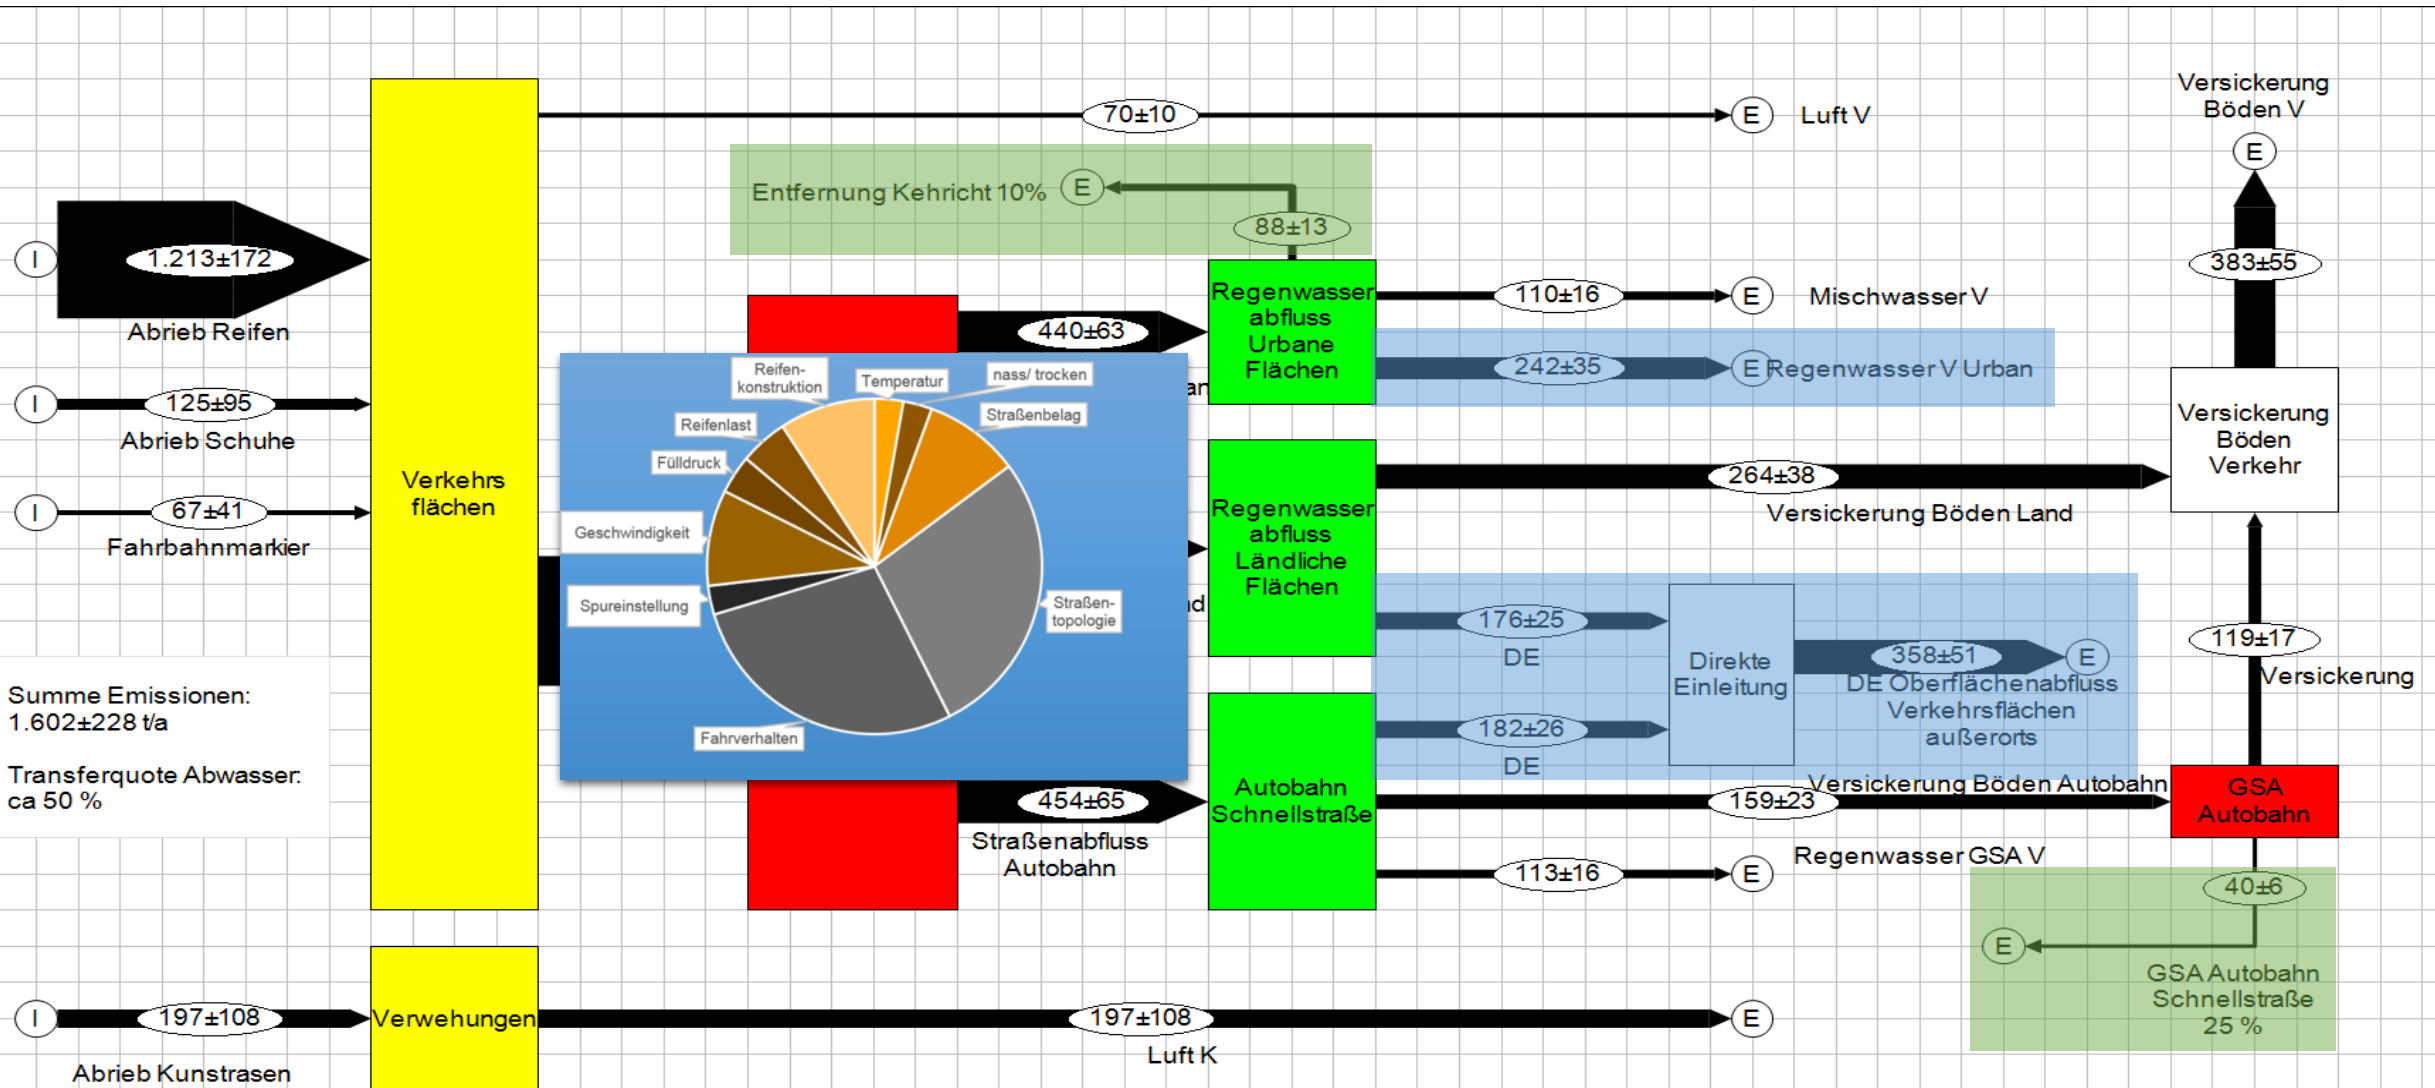 Versickerung
Böden V
E
70±10
E
Luft V
Entfernung Kehricht 10%
E
88±13
I
1.213±172
Abrieb Reifen
383±55
440±63
Regenwasser
abfluss
Urbane
Flächen
110±16
E
Mischwasser V
242±35
E
Regenwasser V Urban
I
125±95
Abrieb Schuhe
I
67±41
Fahrbahnmarkier
Verkehrs
flächen
Reifen-
konstruktion
Temperatur
nass/ trocken
Straßenbelag
Reifenlast
Fülldruck
Geschwindigkeit
Spureinstellung
Straßen-
topologie
Fahrverhalten
an
nd
Regenwasser
abfluss
Ländliche
Flächen
264±38
Versickerung Böden Land
Versickerung
Böden
Verkehr
176±25
DE
182±26
DE
Direkte
Einleitung
358±51
E
DE Oberflächenabfluss
Verkehrsflächen
außerorts
119±17
Versickerung
Summe Emissionen:
1.602±228 t/a
Transferquote Abwasser:
ca 50 %
454±65
Straßenabfluss
Autobahn
Autobahn
Schnellstraße
Versickerung Böden Autobahn
159±23
GSA
Autobahn
113±16
E
Regenwasser GSA V
40±6
E
GSA Autobahn
Schnellstraße
25 %
I
197±108
Abrieb Kunstrasen
Verwehungen
197±108
Luft K
E